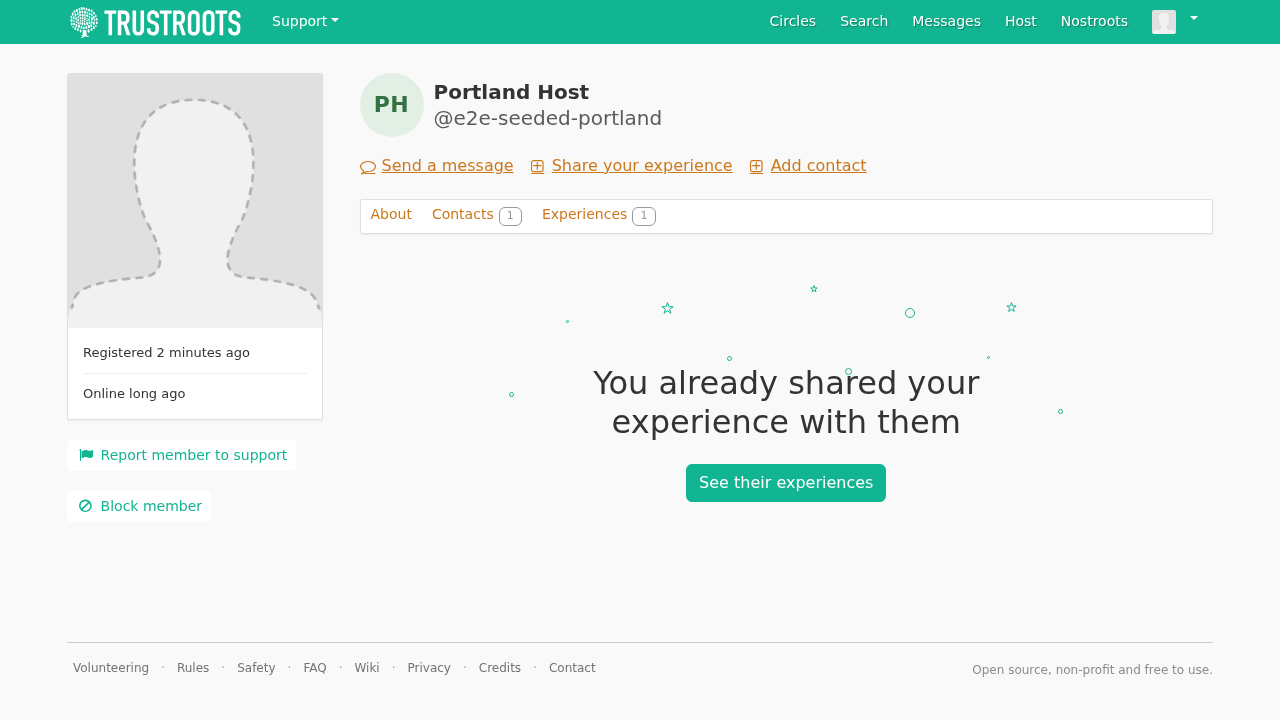 TRUSTROOTS
Support
Circles
Search
Messages
Host
Nostroots
PH
Portland Host
@e2e-seeded-portland
Send a message
Share your experience
Add contact
About
Contacts 1
Experiences 1
Registered 2 minutes ago
Online long ago
Report member to support
Block member
You already shared your
experience with them
See their experiences
Volunteering · Rules · Safety · FAQ · Wiki · Privacy · Credits · Contact
Open source, non-profit and free to use.